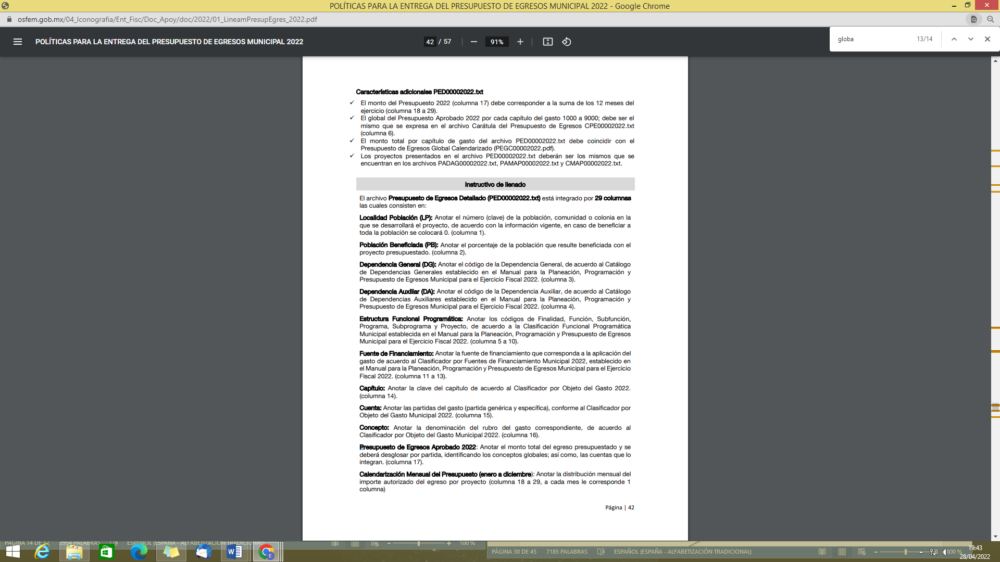 POLÍTICAS PARA LA ENTREGA DEL PRESUPUESTO DE EGRESOS MUNICIPAL 2022 - Google Chrome
osfem.gob.mx/04_Iconografia/Ent_Fisc/Doc_Apoy/doc/2022/01_LineamPresupEgres_2022.pdf
POLÍTICAS PARA LA ENTREGA DEL PRESUPUESTO DE EGRESOS MUNICIPAL 2022
42 / 57
91%
globa 13/14
Características adicionales PED00002022.txt
✓ El monto del Presupuesto 2022 (columna 17) debe corresponder a la suma de los 12 meses del
ejercicio (columna 18 a 29).
✓ El global del Presupuesto Aprobado 2022 por cada capítulo del gasto 1000 a 9000; debe ser el
mismo que se expresa en el archivo Carátula del Presupuesto de Egresos CPE00002022.txt
(columna 6).
✓ El monto total por capítulo de gasto del archivo PED00002022.txt debe coincidir con el
Presupuesto de Egresos Global Calendarizado (PEGC00002022.pdf).
✓ Los proyectos presentados en el archivo PED00002022.txt deberán ser los mismos que se
encuentran en los archivos PADAG00002022.txt, PAMAP00002022.txt y CMAP00002022.txt.
Instructivo de llenado
El archivo Presupuesto de Egresos Detallado (PED00002022.txt) está integrado por 29 columnas
las cuales consisten en:
Localidad Población (LP): Anotar el número (clave) de la población, comunidad o colonia en la
que se desarrollará el proyecto, de acuerdo con la información vigente, en caso de beneficiar a
toda la población se colocará 0. (columna 1).
Población Beneficiada (PB): Anotar el porcentaje de la población que resulte beneficiada con el
proyecto presupuestado. (columna 2).
Dependencia General (DG): Anotar el código de la Dependencia General, de acuerdo al Catálogo
de Dependencias Generales establecido en el Manual para la Planeación, Programación y
Presupuesto de Egresos Municipal para el Ejercicio Fiscal 2022. (columna 3).
Dependencia Auxiliar (DA): Anotar el código de la Dependencia Auxiliar, de acuerdo al Catálogo
de Dependencias Auxiliares establecido en el Manual para la Planeación, Programación y
Presupuesto de Egresos Municipal para el Ejercicio Fiscal 2022. (columna 4).
Estructura Funcional Programática: Anotar los códigos de Finalidad, Función, Subfunción,
Programa, Subprograma y Proyecto, de acuerdo a la Clasificación Funcional Programática
Municipal establecida en el Manual para la Planeación, Programación y Presupuesto de Egresos
Municipal para el Ejercicio Fiscal 2022. (columna 5 a 10).
Fuente de Financiamiento: Anotar la fuente de financiamiento que corresponda a la aplicación del
gasto de acuerdo al Clasificador por Fuentes de Financiamiento Municipal 2022, establecido en
el Manual para la Planeación, Programación y Presupuesto de Egresos Municipal para el Ejercicio
Fiscal 2022. (columna 11 a 13).
Capítulo: Anotar la clave del capítulo de acuerdo al Clasificador por Objeto del Gasto 2022.
(columna 14).
Cuenta: Anotar las partidas del gasto (partida genérica y específica), conforme al Clasificador por
Objeto del Gasto Municipal 2022. (columna 15).
Concepto: Anotar la denominación del rubro del gasto correspondiente, de acuerdo al
Clasificador por Objeto del Gasto Municipal 2022. (columna 16).
Presupuesto de Egresos Aprobado 2022: Anotar el monto total del egreso presupuestado y se
deberá desglosar por partida, identificando los conceptos globales; así como, las cuentas que lo
integran. (columna 17).
Calendarización Mensual del Presupuesto (enero a diciembre): Anotar la distribución mensual del
importe autorizado del egreso por proyecto (columna 18 a 29, a cada mes le corresponde 1
columna)
Página | 42
PÁGINA 14 DE 17 2954 PALABRAS ESPAÑOL (ESPAÑA - ALFABETIZACIÓN TRADICIONAL) 100 %
PÁGINA 30 DE 45 7185 PALABRAS ESPAÑOL (ESPAÑA - ALFABETIZACIÓN TRADICIONAL)
19:43
28/04/2022